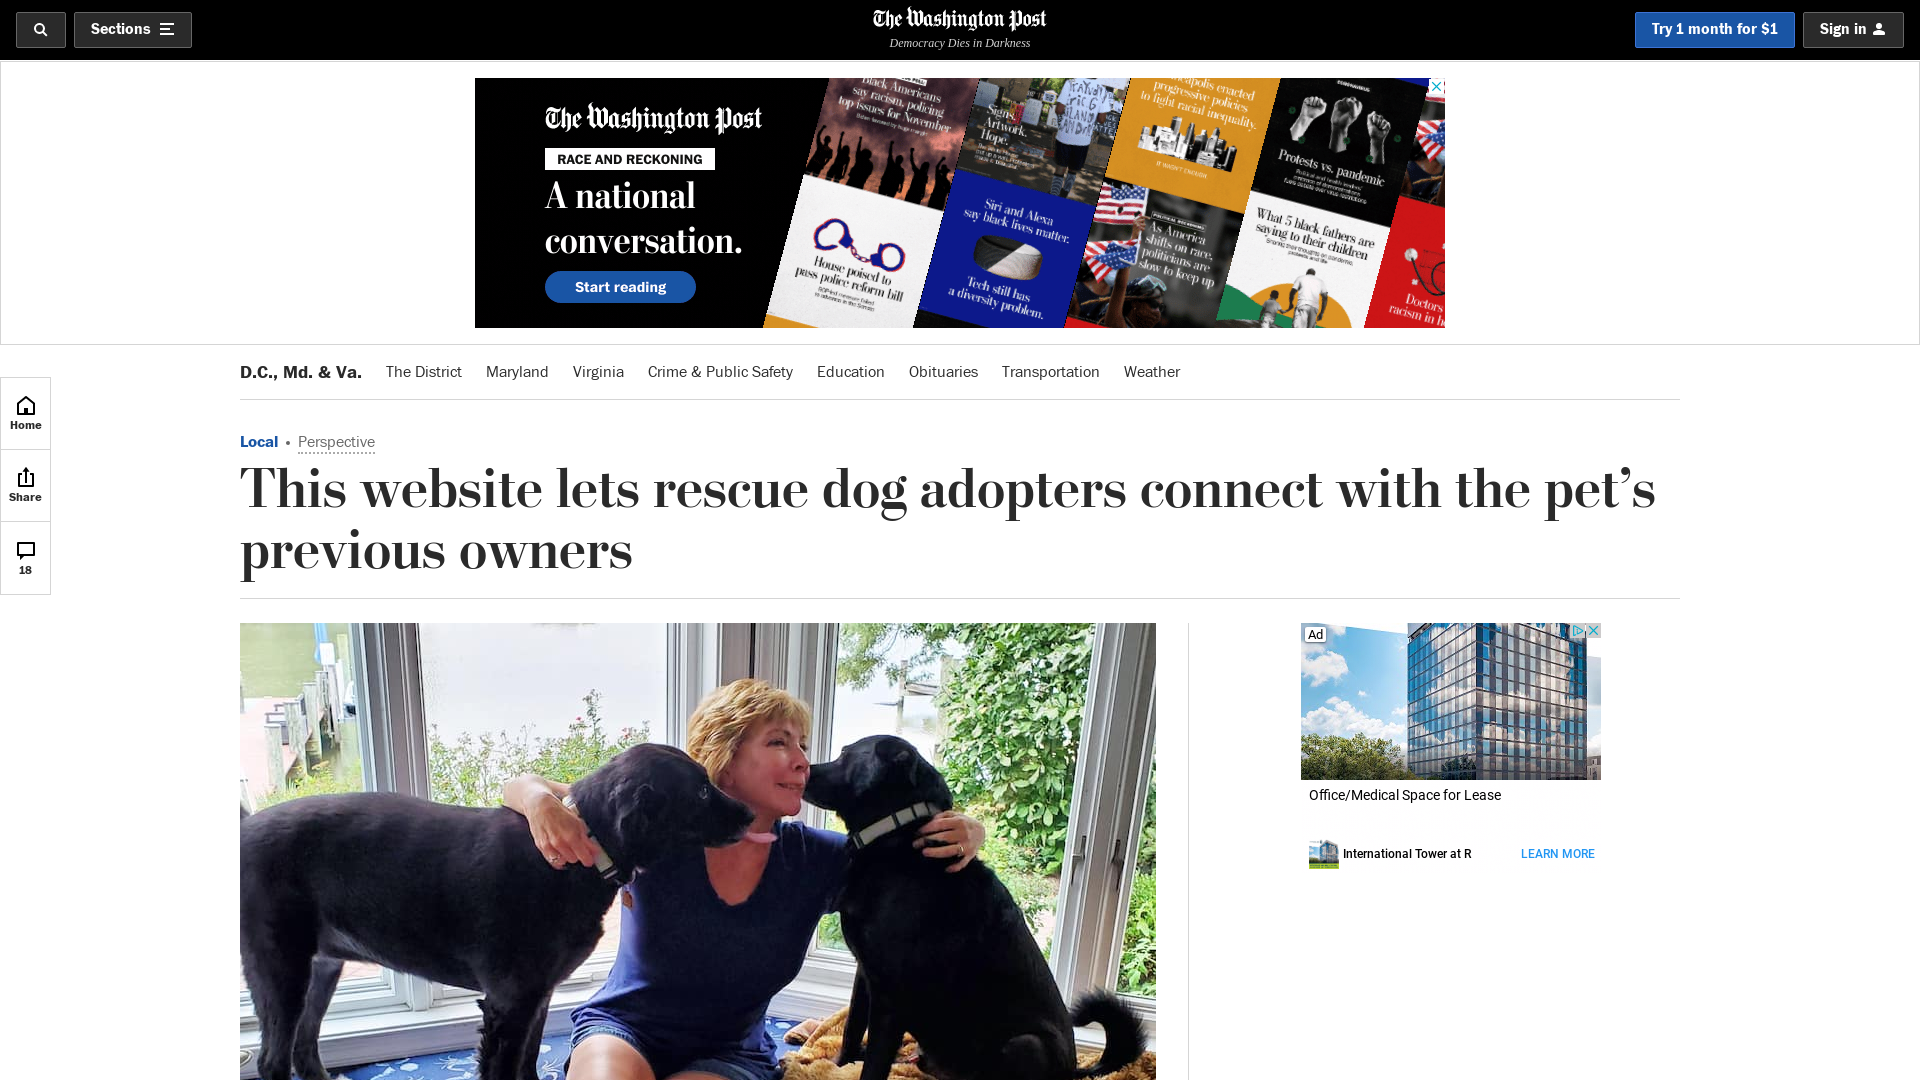 Sections
The Washington Post
Democracy Dies in Darkness
Try 1 month for $1
Sign in
The Washington Post
RACE AND RECKONING
A national
conversation.
Start reading
Black Americans
say racism, policing
top issues for November
Signs.
Artwork.
Hope.
progressive policies
to fight racial inequality.
IT WASN'T ENOUGH.
CORONAVIRUS
Protests vs. pandemic
House poised to
pass police reform bill
Siri and Alexa
say black lives matter.
Tech still has
a diversity problem.
As America
shifts on race,
politicians are
slow to keep up
What 5 black fathers are
saying to their children
Doctors
racism in
D.C., Md. & Va.
The District
Maryland
Virginia
Crime & Public Safety
Education
Obituaries
Transportation
Weather
Home
Share
18
Local • Perspective
This website lets rescue dog adopters connect with the pet’s
previous owners
Ad
Office/Medical Space for Lease
International Tower at R
LEARN MORE